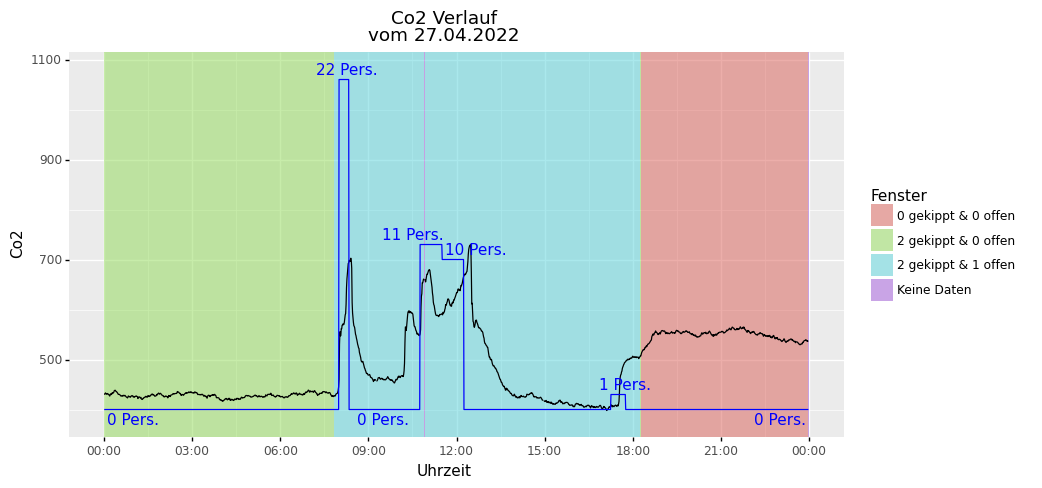 Co2 Verlauf
vom 27.04.2022
1100
900
700
500
Co2
22 Pers.
11 Pers.
10 Pers.
1 Pers.
0 Pers.
0 Pers.
0 Pers.
00:00
03:00
06:00
09:00
12:00
15:00
18:00
21:00
00:00
Uhrzeit
Fenster
0 gekippt & 0 offen
2 gekippt & 0 offen
2 gekippt & 1 offen
Keine Daten